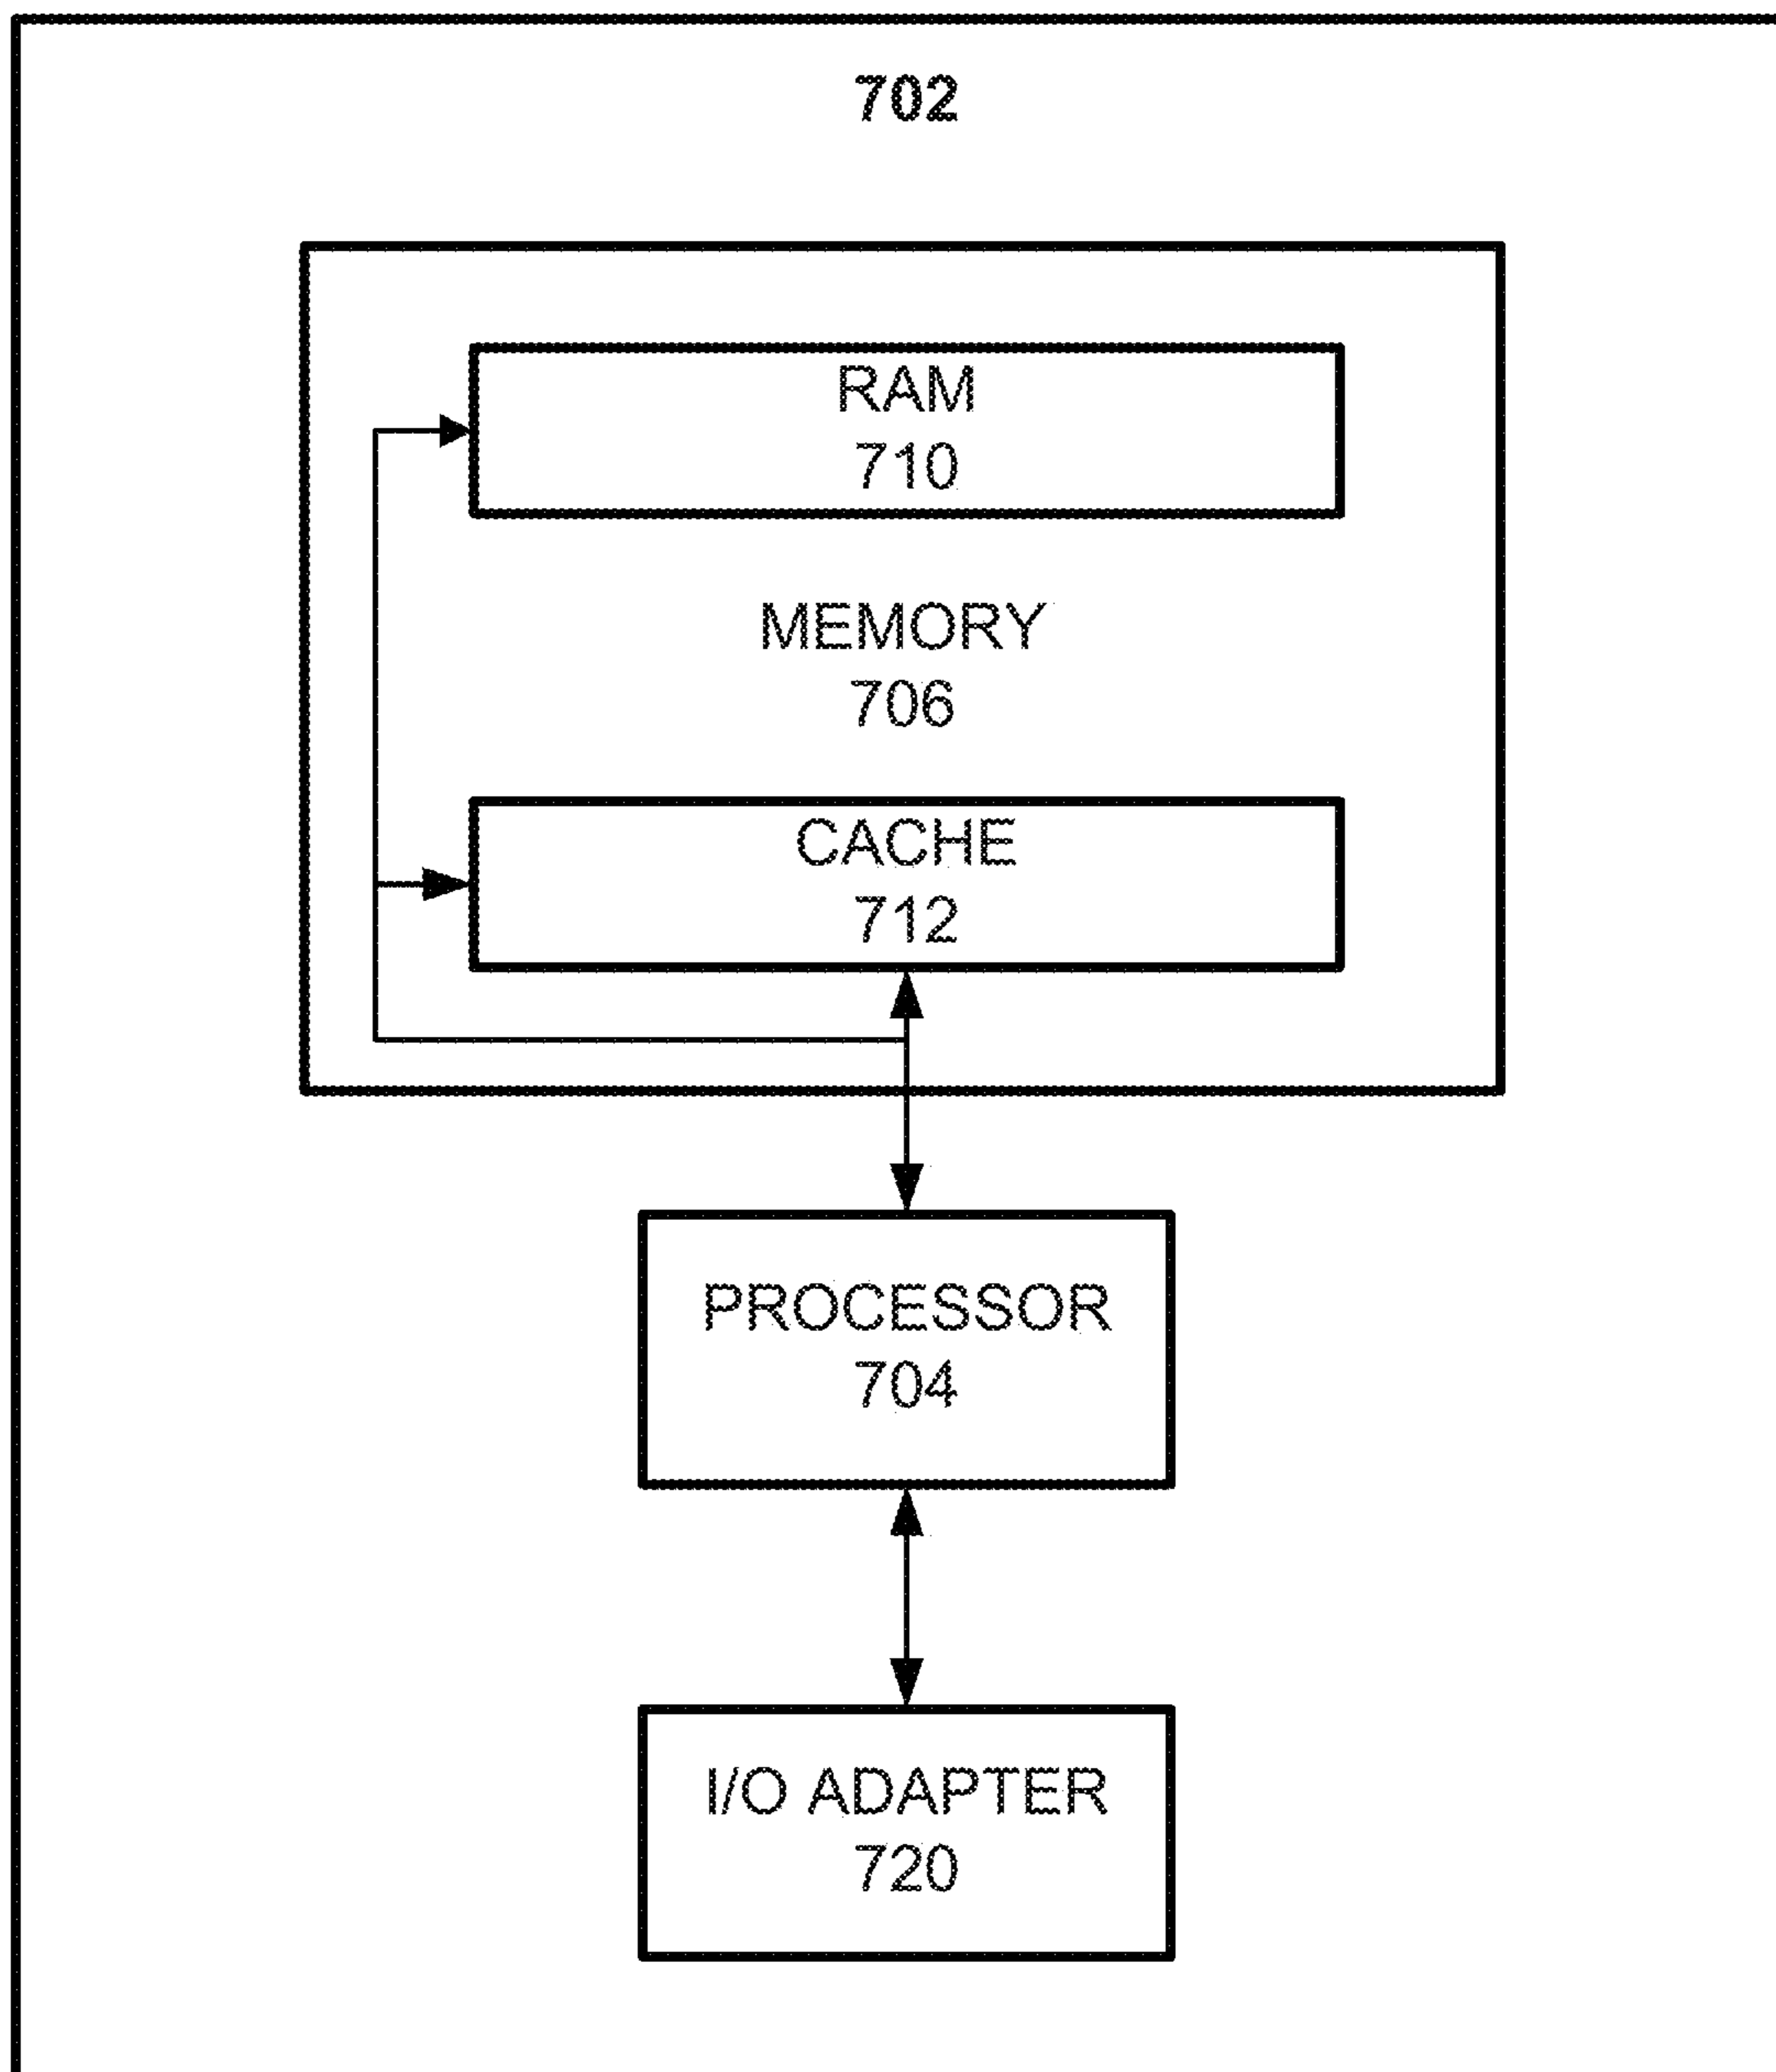 702
RAM
710
MEMORY
706
CACHE
712
PROCESSOR
704
I/O ADAPTER
720